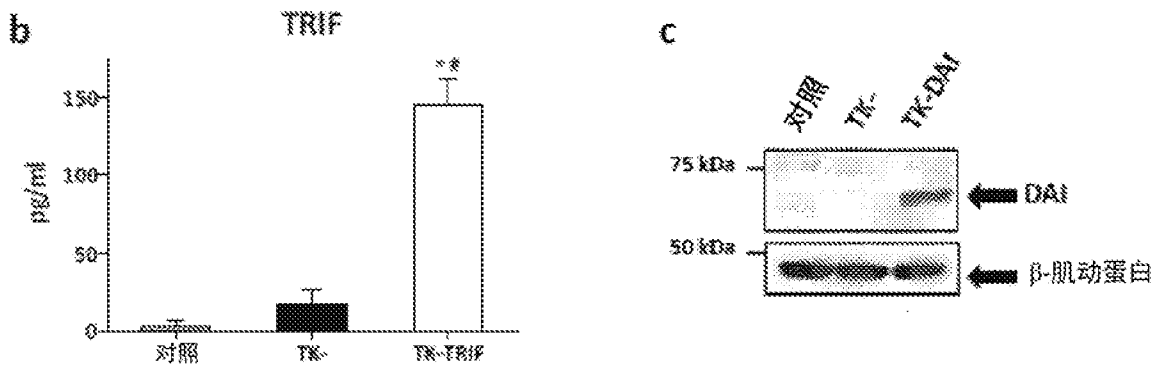 b
TRIF
150
100
50
0
pg/ml
* #
对照
TK-
TK-TRIF
c
对照
TK-
TK-DAI
75 kDa
DAI
50 kDa
β-肌动蛋白